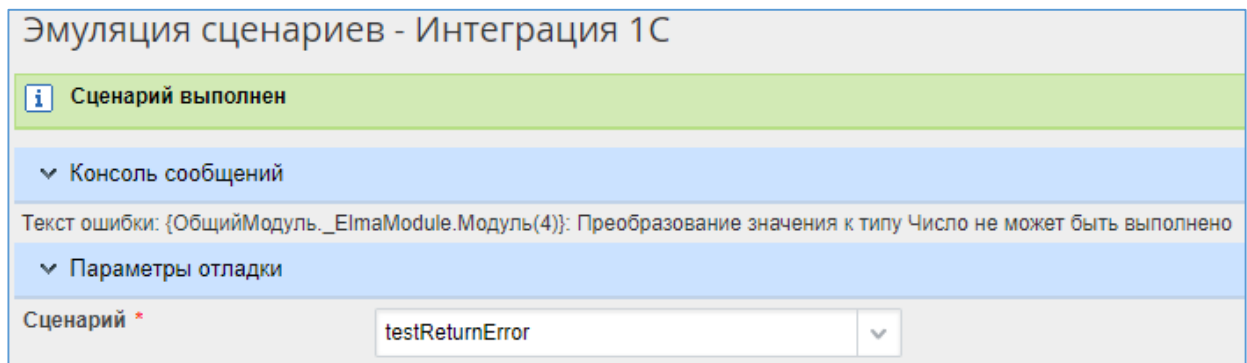 Эмуляция сценариев - Интеграция 1С
Сценарий выполнен
Консоль сообщений
Текст ошибки: {ОбщийМодуль._ElmaModule.Модуль(4)}: Преобразование значения к типу Число не может быть выполнено
Параметры отладки
Сценарий *
testReturnError